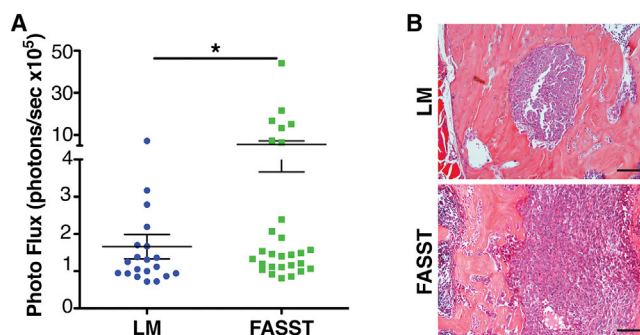 A
B
Photo Flux (photons/sec x10⁵)
50
30
10
4
3
2
1
0
*
LM
FASST
LM
FASST